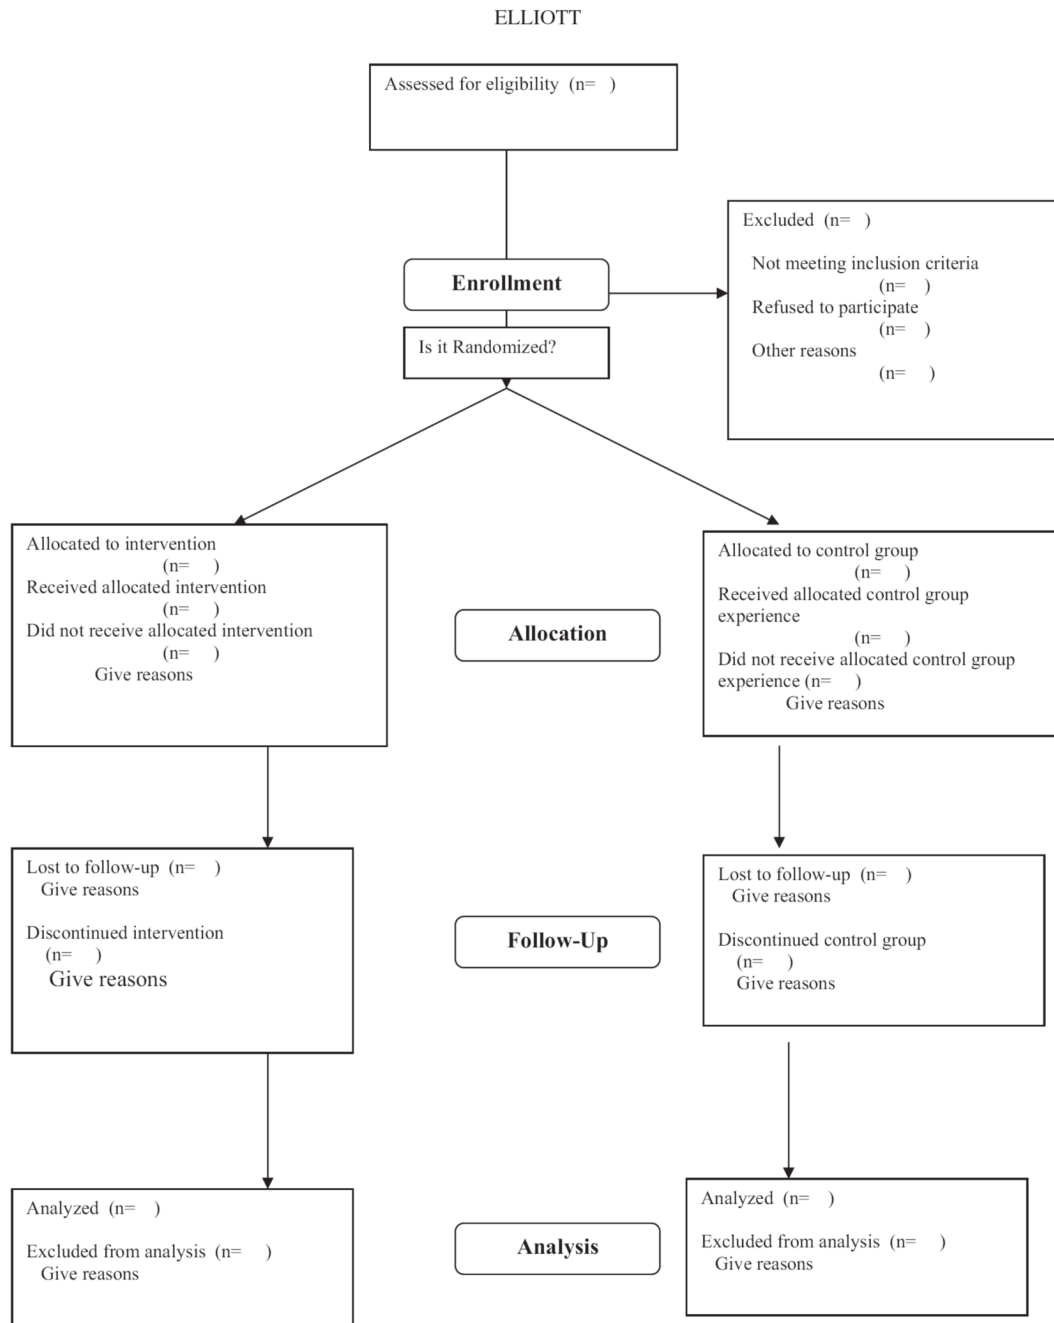 ELLIOTT
Assessed for eligibility (n= )
Excluded (n= )
Not meeting inclusion criteria
(n= )
Refused to participate
(n= )
Other reasons
(n= )
Enrollment
Is it Randomized?
Allocated to intervention
(n= )
Received allocated intervention
(n= )
Did not receive allocated intervention
(n= )
Give reasons
Allocation
Allocated to control group
(n= )
Received allocated control group
experience
(n= )
Did not receive allocated control group
experience (n= )
Give reasons
Lost to follow-up (n= )
Give reasons
Discontinued intervention
(n= )
Give reasons
Follow-Up
Lost to follow-up (n= )
Give reasons
Discontinued control group
(n= )
Give reasons
Analyzed (n= )
Excluded from analysis (n= )
Give reasons
Analysis
Analyzed (n= )
Excluded from analysis (n= )
Give reasons